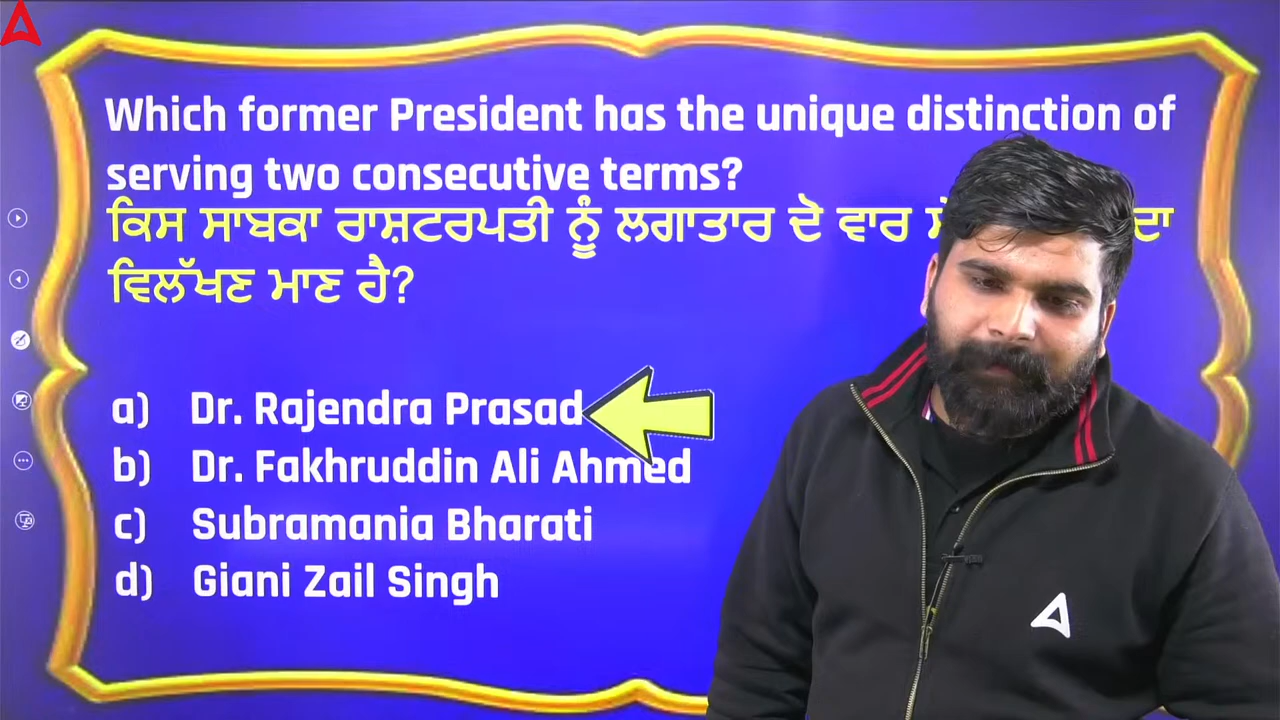 Which former President has the unique distinction of
serving two consecutive terms?
ਕਿਸ ਸਾਬਕਾ ਰਾਸ਼ਟਰਪਤੀ ਨੂੰ ਲਗਾਤਾਰ ਦੋ ਵਾਰ ਦਾ
ਵਿਲੱਖਣ ਮਾਣ ਹੈ?
a) Dr. Rajendra Prasad
b) Dr. Fakhruddin Ali Ahmed
c) Subramania Bharati
d) Giani Zail Singh